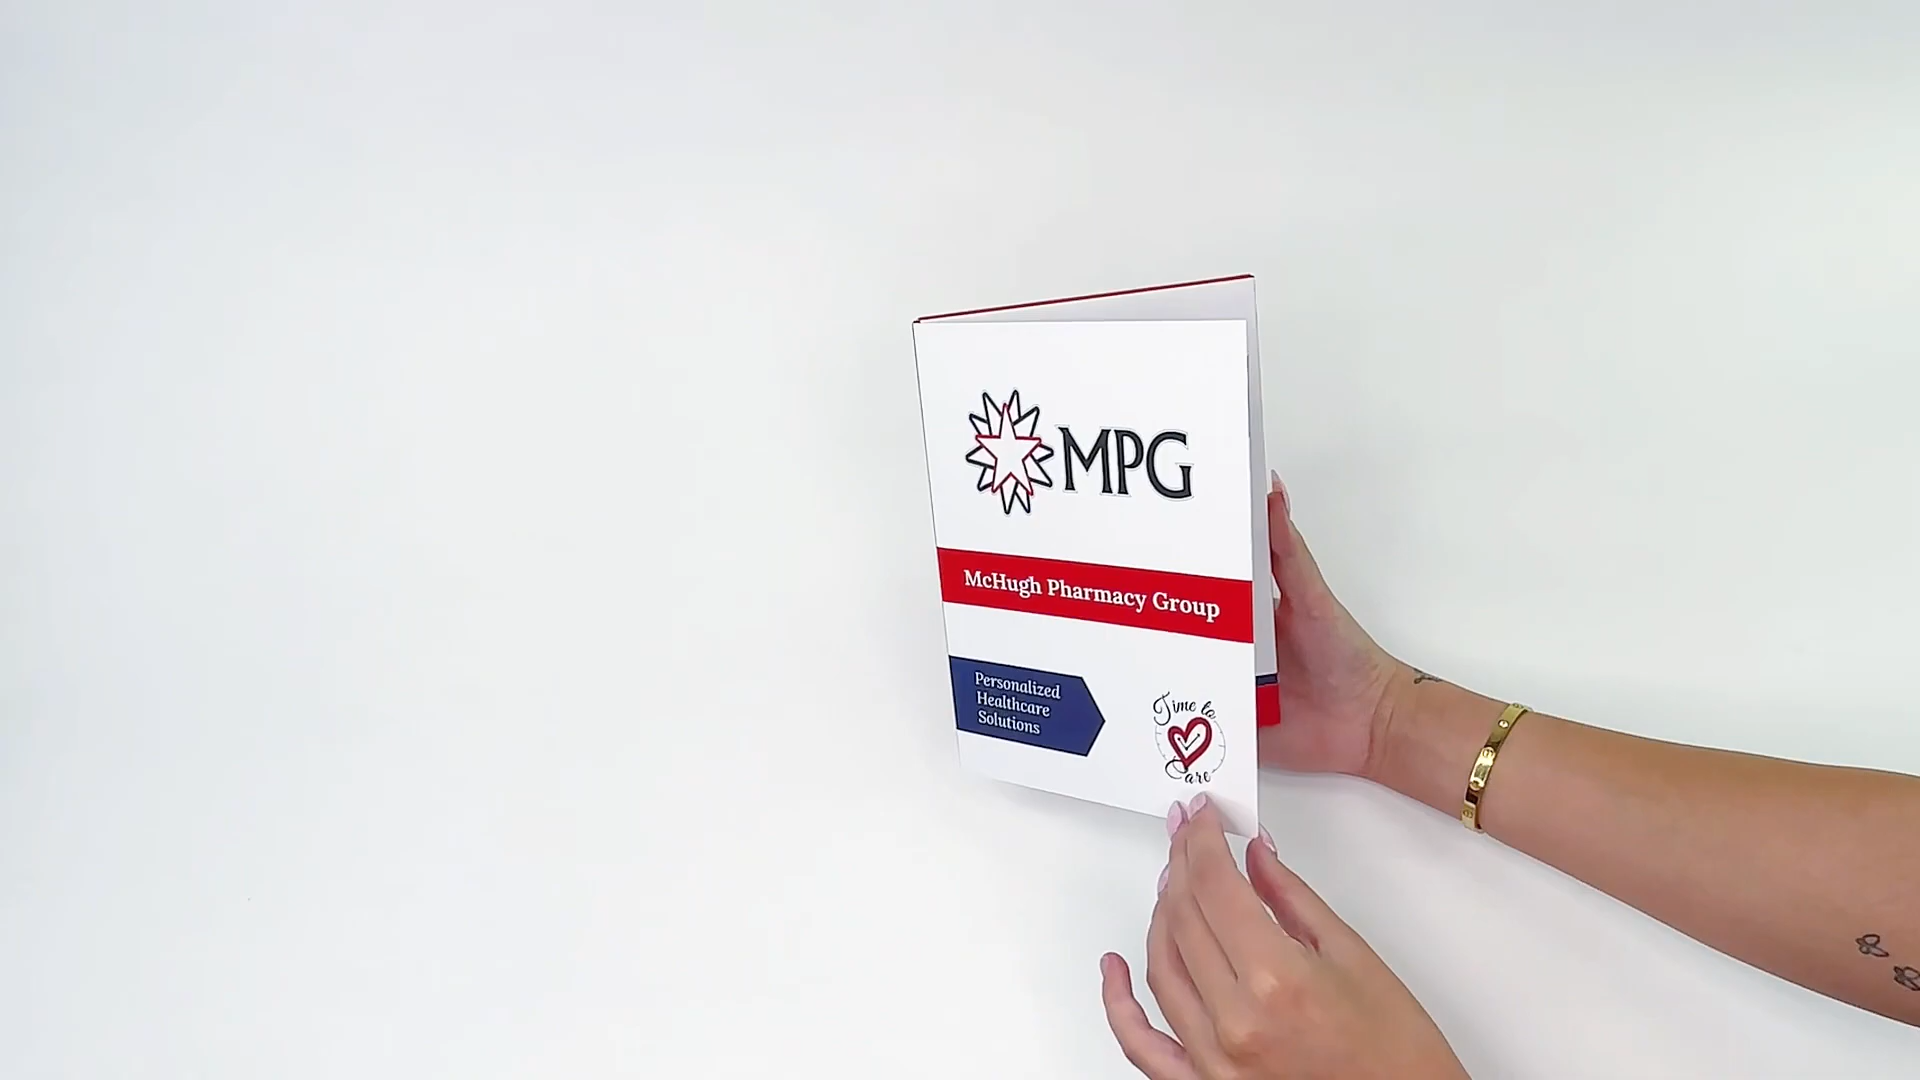 MPG
McHugh Pharmacy Group
Personalized
Healthcare
Solutions
Time to
Care